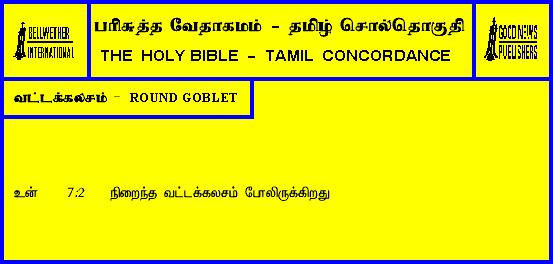 BELLWETHER
INTERNATIONAL
பரிசுத்த வேதாகமம் - தமிழ் சொல்தொகுதி
THE HOLY BIBLE - TAMIL CONCORDANCE
GOOD NEWS
PUBLISHERS
வட்டக்கலசம் - ROUND GOBLET
உன் 7:2 நிறைந்த வட்டக்கலசம் போலிருக்கிறது